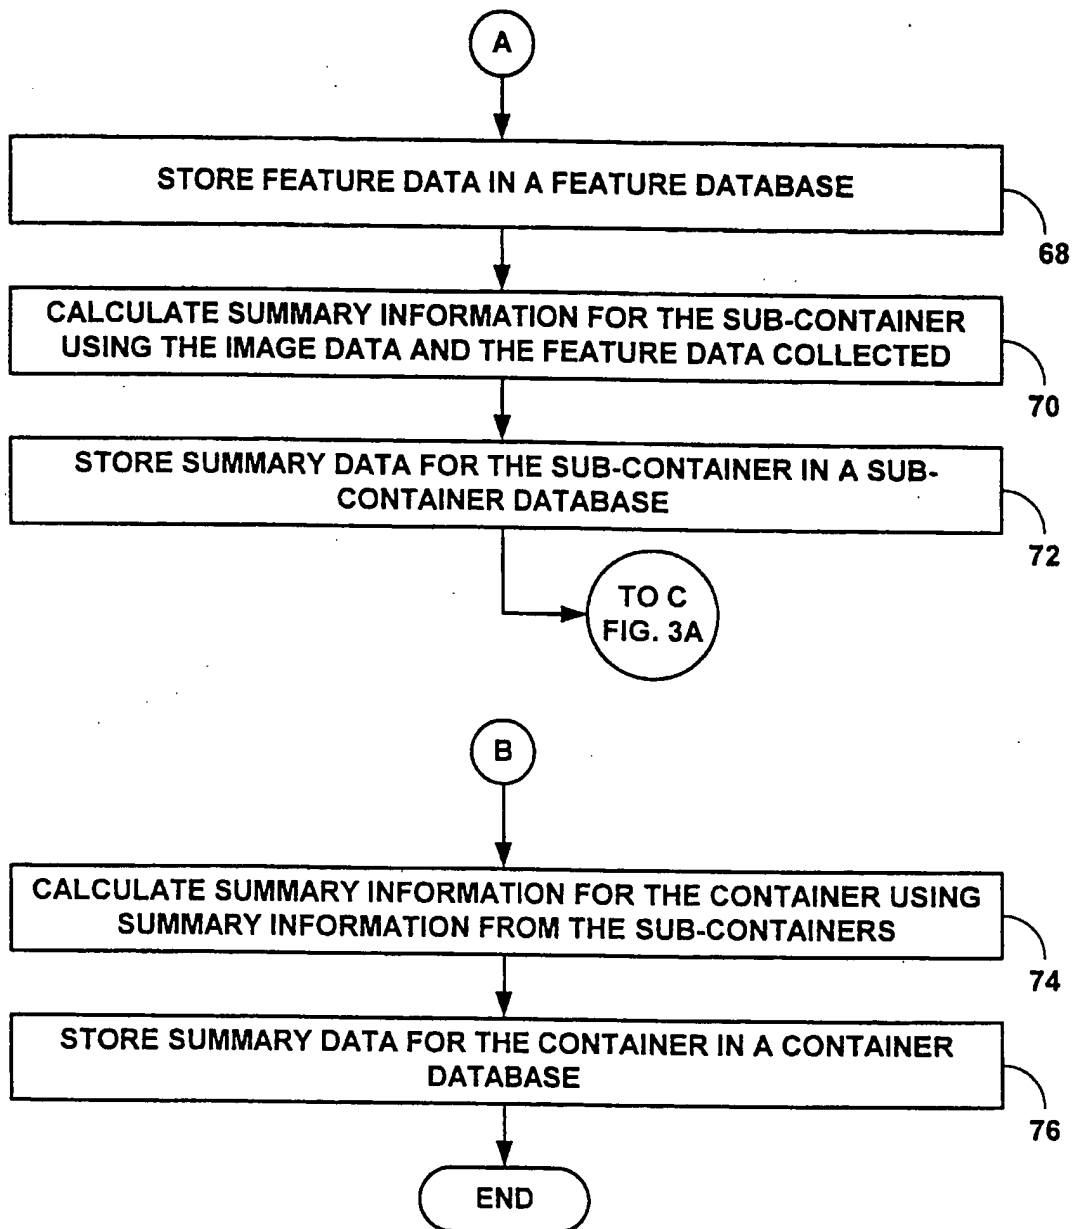 A
STORE FEATURE DATA IN A FEATURE DATABASE
68
CALCULATE SUMMARY INFORMATION FOR THE SUB-CONTAINER
USING THE IMAGE DATA AND THE FEATURE DATA COLLECTED
70
STORE SUMMARY DATA FOR THE SUB-CONTAINER IN A SUB-
CONTAINER DATABASE
72
TO C
FIG. 3A
B
CALCULATE SUMMARY INFORMATION FOR THE CONTAINER USING
SUMMARY INFORMATION FROM THE SUB-CONTAINERS
74
STORE SUMMARY DATA FOR THE CONTAINER IN A CONTAINER
DATABASE
76
END